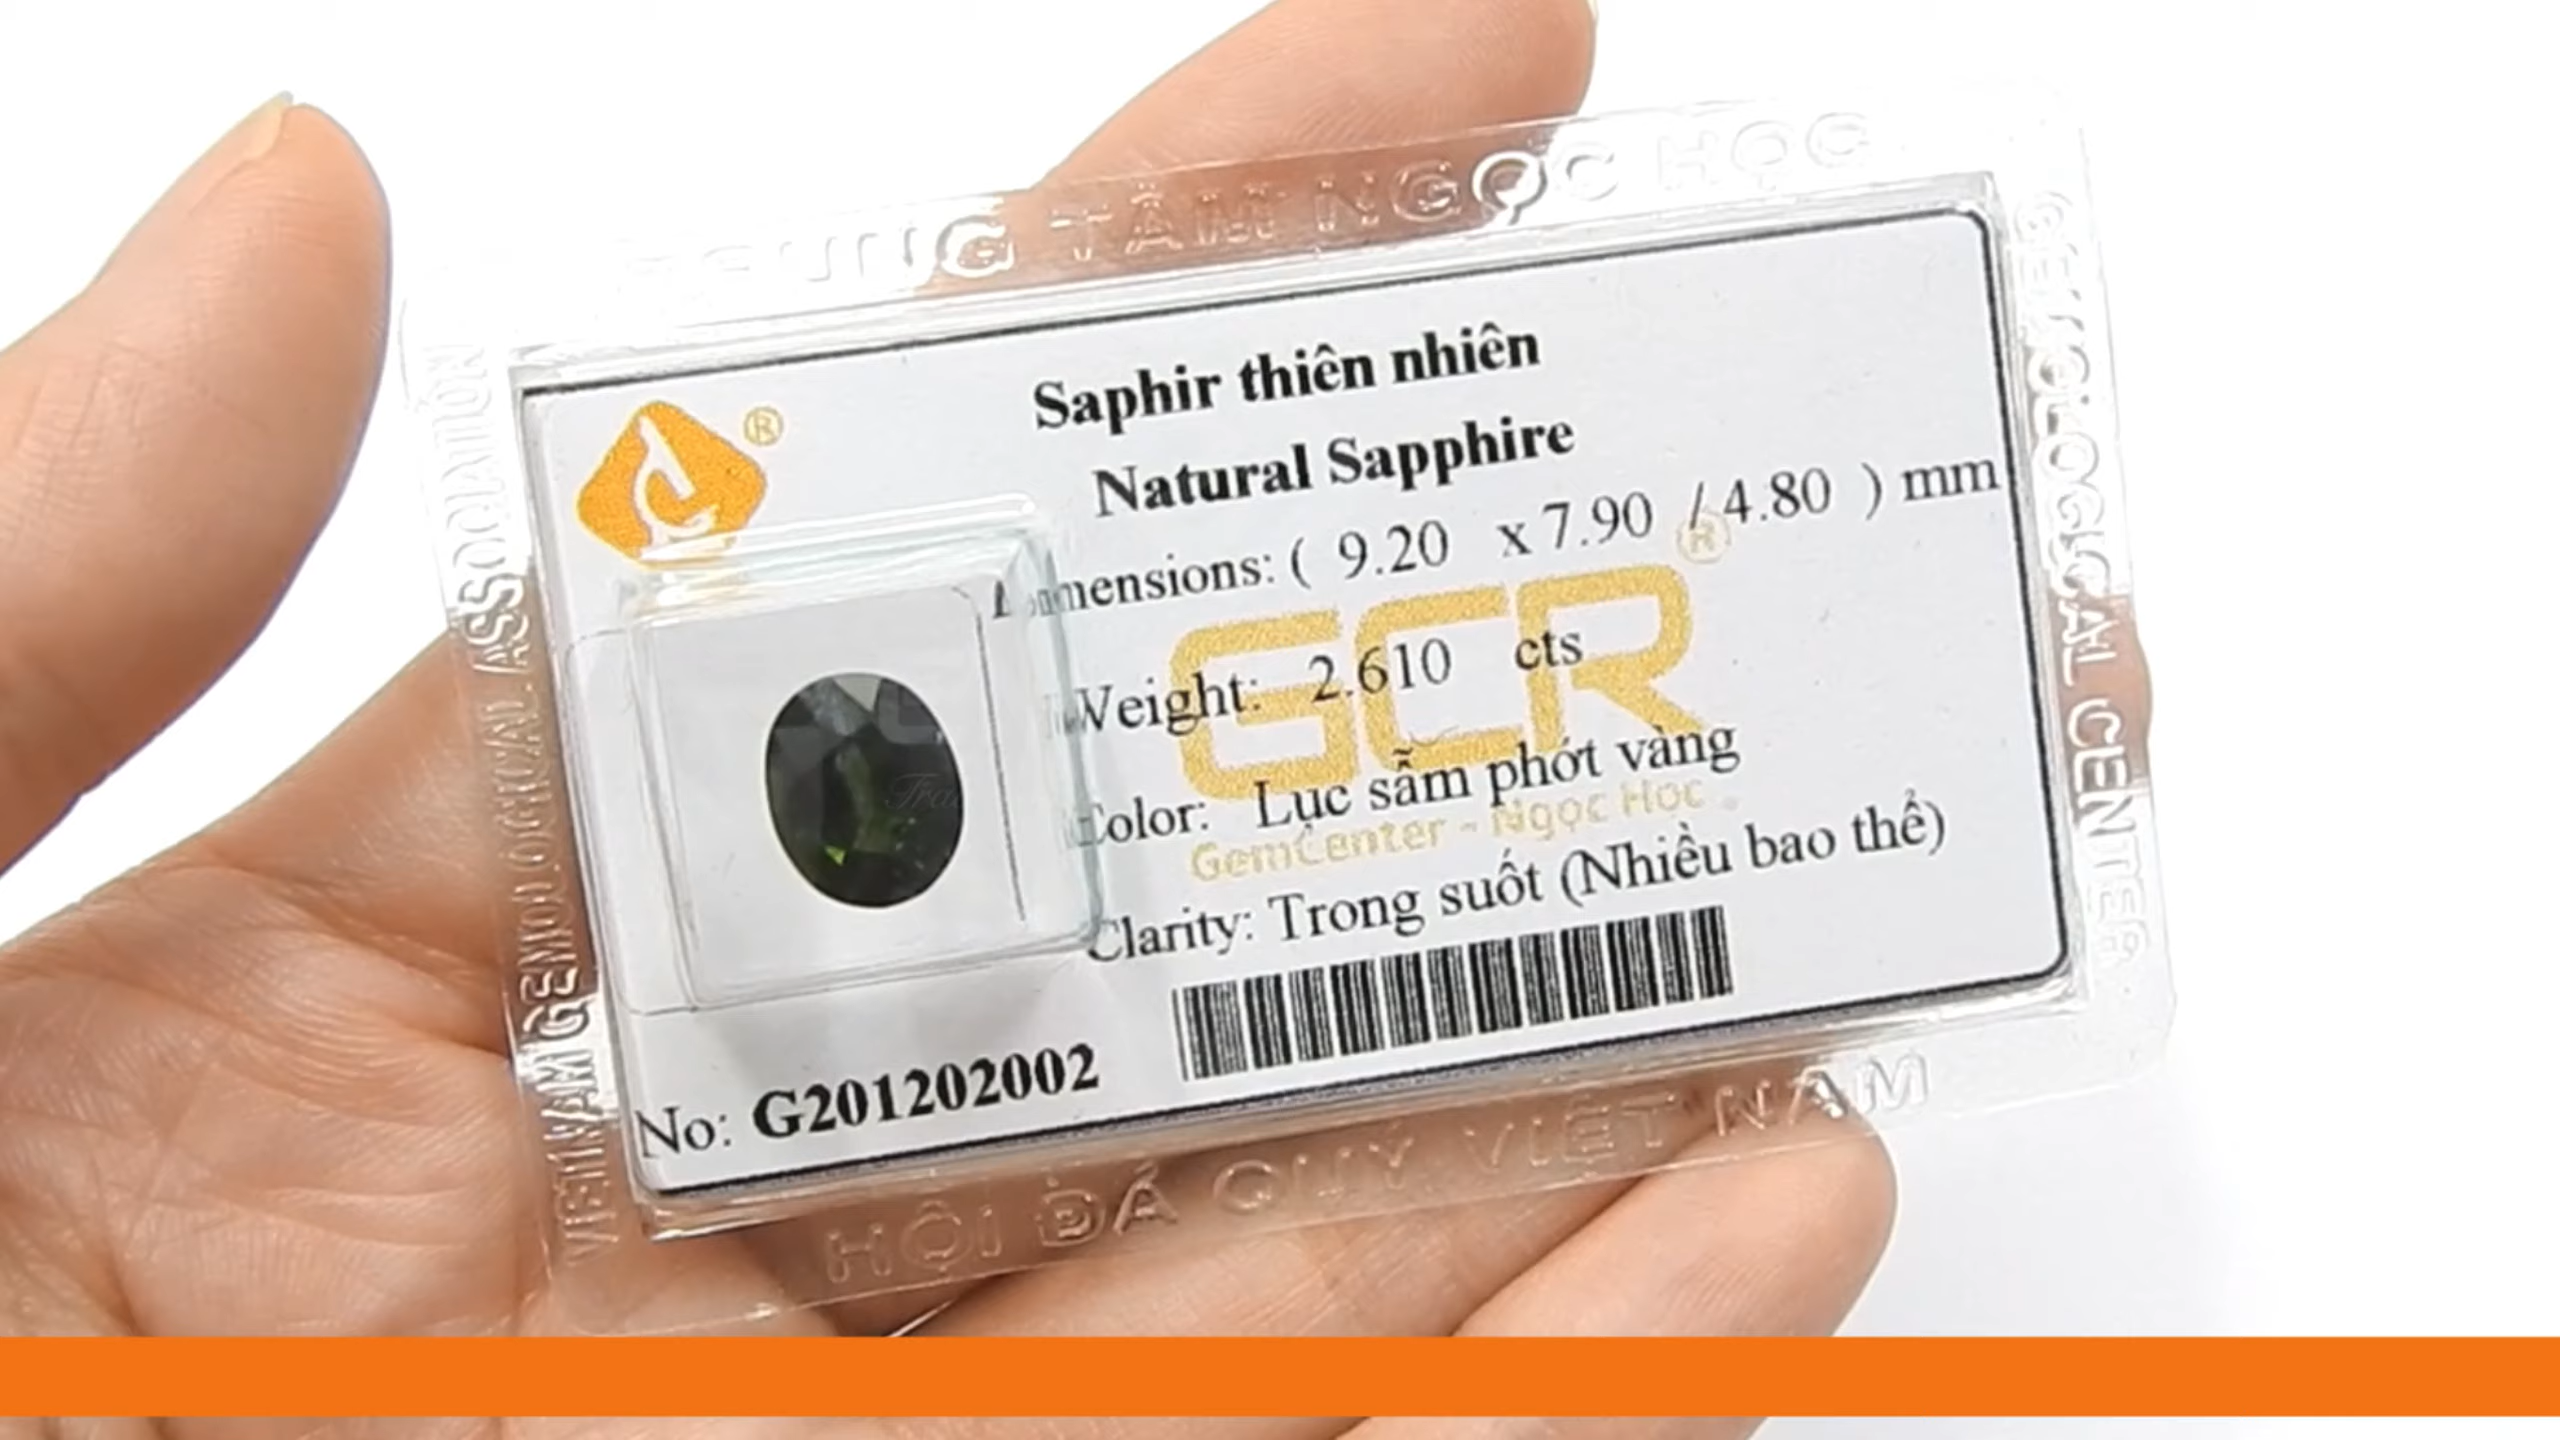 TRUNG TÂM NGỌC HỌC
Saphir thiên nhiên
Natural Sapphire
Dimensions: ( 9.20 x 7.90 / 4.80 ) mm
Weight: 2.610 cts
Color: Lục sẫm phớt vàng
Clarity: Trong suốt (Nhiều bao thể)
®
®
GCR
GemCenter - Ngọc Học
No: G201202002
VIETNAM GEMOLOGICAL ASSOCIATION
GEMOLOGICAL CENTER
HỘI ĐÁ QUÝ VIỆT NAM